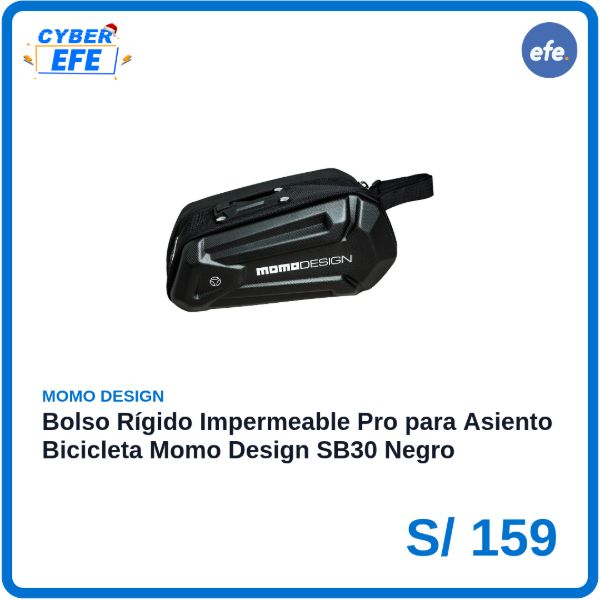 CYBER
EFE
efe.
momoDESIGN
MOMO DESIGN
Bolso Rígido Impermeable Pro para Asiento
Bicicleta Momo Design SB30 Negro
S/ 159